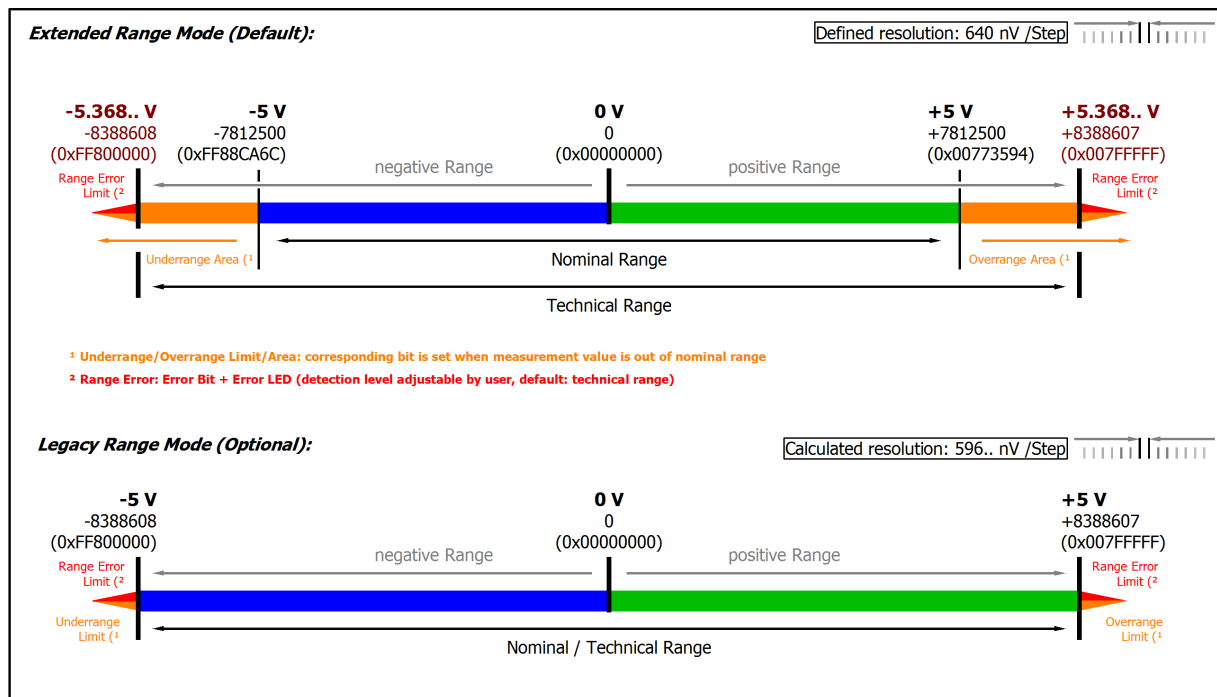 Extended Range Mode (Default):
Defined resolution: 640 nV /Step
-5.368.. V
-8388608
(0xFF800000)
-5 V
-7812500
(0xFF88CA6C)
0 V
0
(0x00000000)
+5 V
+7812500
(0x00773594)
+5.368.. V
+8388607
(0x007FFFFF)
negative Range
positive Range
Range Error
Limit (²
Range Error
Limit (²
Underrange Area (¹
Nominal Range
Overrange Area (¹
Technical Range
¹ Underrange/Overrange Limit/Area: corresponding bit is set when measurement value is out of nominal range
² Range Error: Error Bit + Error LED (detection level adjustable by user, default: technical range)
Legacy Range Mode (Optional):
Calculated resolution: 596.. nV /Step
-5 V
-8388608
(0xFF800000)
0 V
0
(0x00000000)
+5 V
+8388607
(0x007FFFFF)
negative Range
positive Range
Range Error
Limit (²
Range Error
Limit (²
Underrange
Limit (¹
Overrange
Limit (¹
Nominal / Technical Range